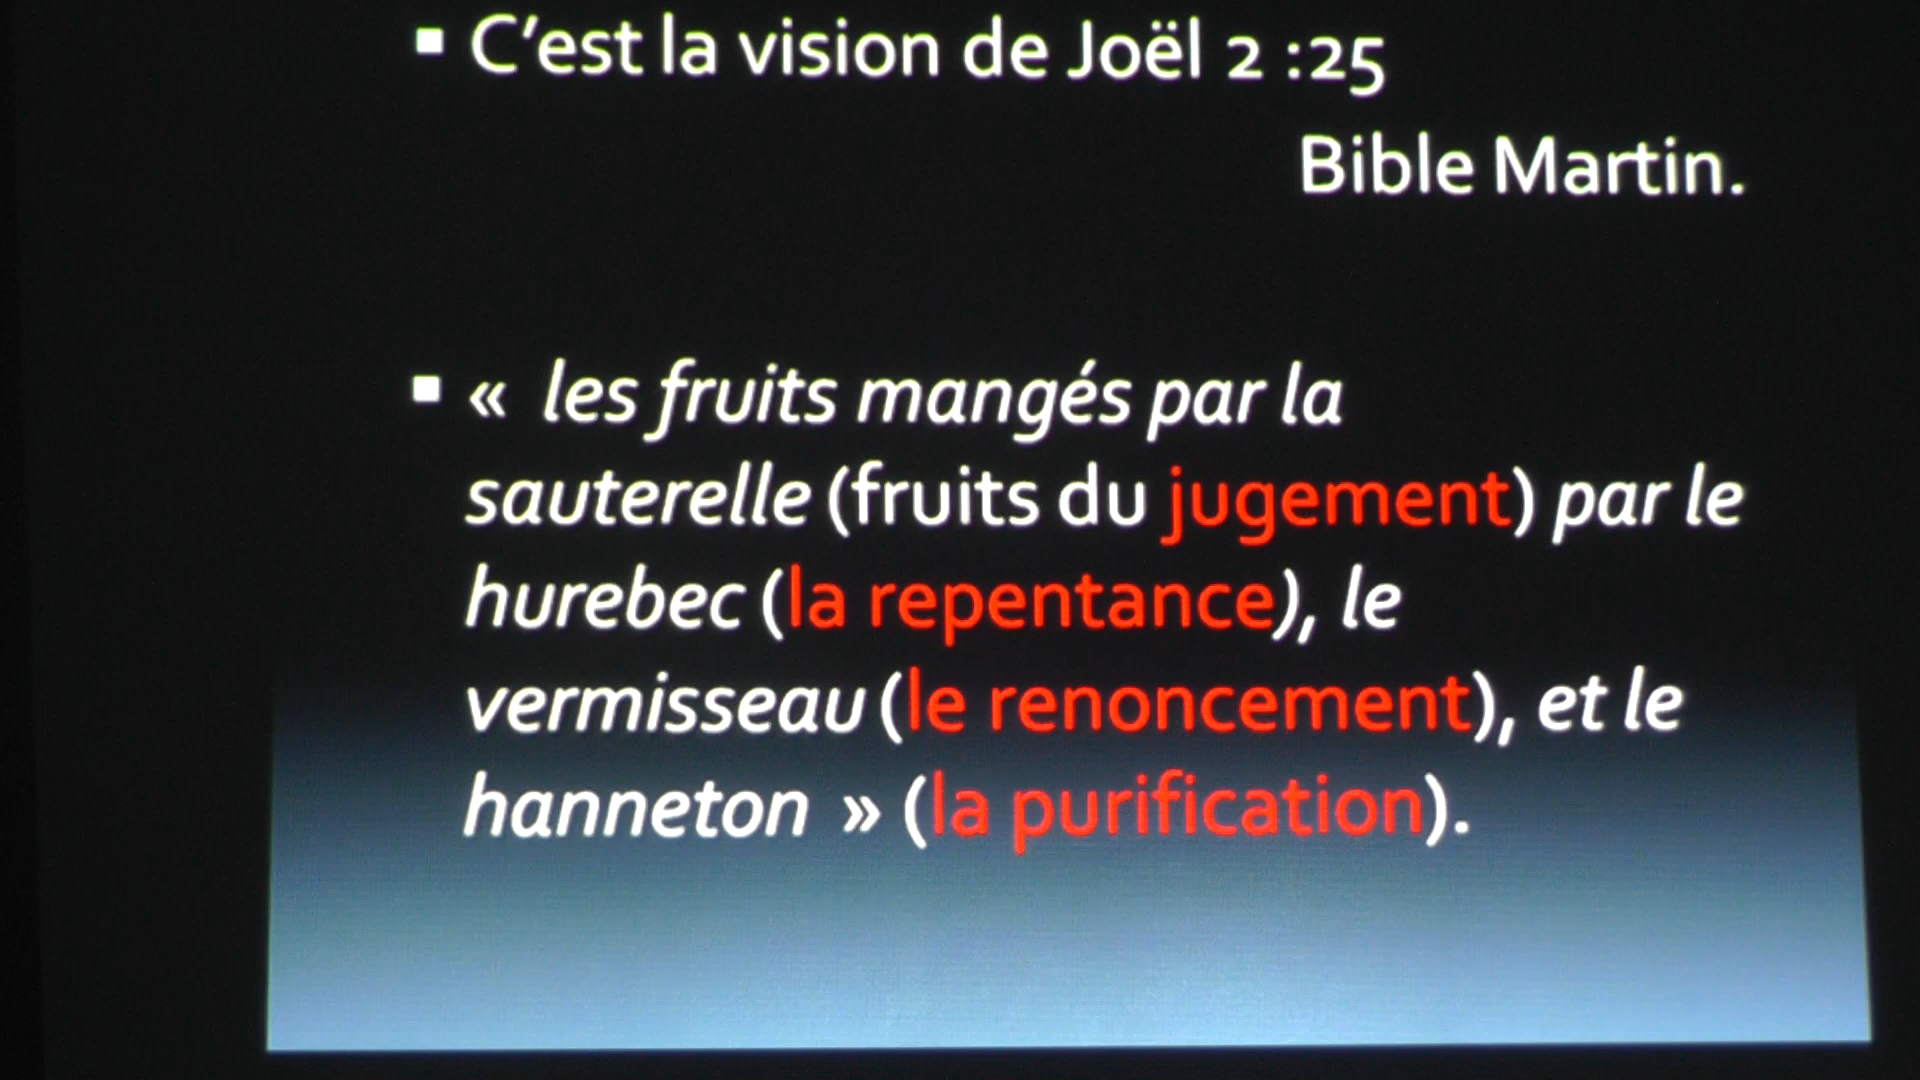 ▪ C’est la vision de Joël 2 :25
Bible Martin.
▪ « les fruits mangés par la
sauterelle (fruits du jugement) par le
hurebec (la repentance), le
vermisseau (le renoncement), et le
hanneton » (la purification).